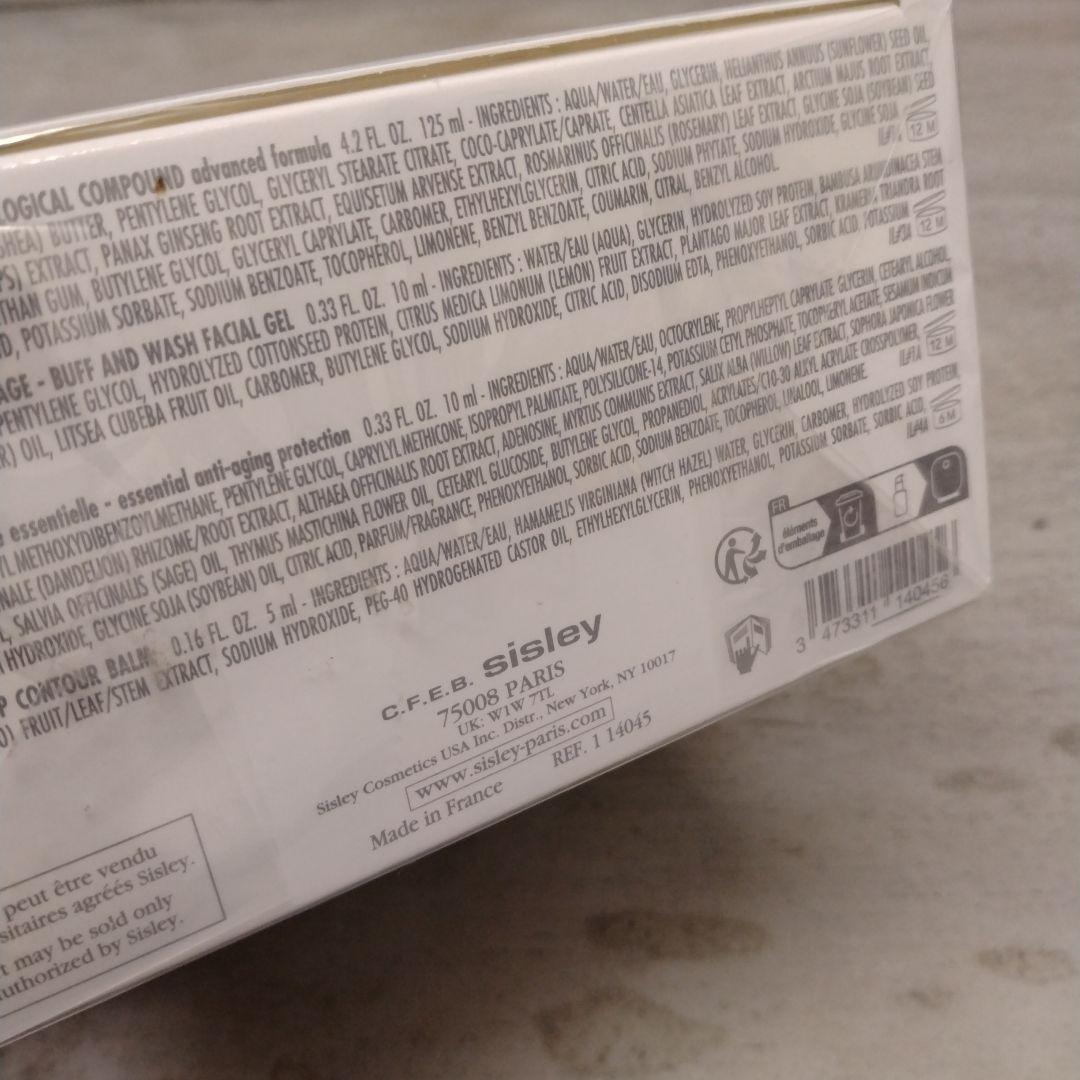 LOGICAL COMPOUND advanced formula 4.2 FL. OZ. 125 ml - INGREDIENTS : AQUA/WATER/EAU, GLYCERIN, HELIANTHUS ANNUUS (SUNFLOWER) SEED OIL,
SHEA) BUTTER, PENTYLENE GLYCOL, GLYCERYL STEARATE CITRATE, COCO-CAPRYLATE/CAPRATE, CENTELLA ASIATICA LEAF EXTRACT, ARCTIUM MAJUS ROOT EXTRACT,
PS) EXTRACT, PANAX GINSENG ROOT EXTRACT, EQUISETUM ARVENSE EXTRACT, ROSMARINUS OFFICINALIS (ROSEMARY) LEAF EXTRACT, GLYCINE SOJA (SOYBEAN) SEED
THAN GUM, BUTYLENE GLYCOL, GLYCERYL CAPRYLATE, CARBOMER, ETHYLHEXYLGLYCERIN, CITRIC ACID, SODIUM PHYTATE, SODIUM HYDROXIDE, GLYCINE SOJA
D, POTASSIUM SORBATE, SODIUM BENZOATE, TOCOPHEROL, LIMONENE, BENZYL BENZOATE, COUMARIN, CITRAL, BENZYL ALCOHOL.
12 M
AGE - BUFF AND WASH FACIAL GEL 0.33 FL. OZ. 10 ml - INGREDIENTS : WATER/EAU (AQUA), GLYCERIN, HYDROLYZED SOY PROTEIN, BAMBUSA ARUNDINACEA STEM
PENTYLENE GLYCOL, HYDROLYZED COTTONSEED PROTEIN, CITRUS MEDICA LIMONUM (LEMON) FRUIT EXTRACT, PLANTAGO MAJOR LEAF EXTRACT, KRAMERIA TRIANDRA ROOT
R) OIL, LITSEA CUBEBA FRUIT OIL, CARBOMER, BUTYLENE GLYCOL, SODIUM HYDROXIDE, CITRIC ACID, DISODIUM EDTA, PHENOXYETHANOL, SORBIC ACID, POTASSIUM
12 M
e essentielle - essential anti-aging protection 0.33 FL. OZ. 10 ml - INGREDIENTS : AQUA/WATER/EAU, OCTOCRYLENE, PROPYLHEPTYL CAPRYLATE, GLYCERIN, CETEARYL ALCOHOL,
YL METHOXYDIBENZOYLMETHANE, PENTYLENE GLYCOL, CAPRYLYL METHICONE, ISOPROPYL PALMITATE, POLYSILICONE-14, POTASSIUM CETYL PHOSPHATE, TOCOPHERYL ACETATE, SESAMUM INDICUM
NALE (DANDELION) RHIZOME/ROOT EXTRACT, ALTHAEA OFFICINALIS ROOT EXTRACT, ADENOSINE, MYRTUS COMMUNIS EXTRACT, SALIX ALBA (WILLOW) LEAF EXTRACT, SOPHORA JAPONICA FLOWER
L, SALVIA OFFICINALIS (SAGE) OIL, THYMUS MASTICHINA FLOWER OIL, CETEARYL GLUCOSIDE, BUTYLENE GLYCOL, PROPANEDIOL, ACRYLATES/C10-30 ALKYL ACRYLATE CROSSPOLYMER,
HYDROXIDE, GLYCINE SOJA (SOYBEAN) OIL, CITRIC ACID, PARFUM/FRAGRANCE, PHENOXYETHANOL, SORBIC ACID, SODIUM BENZOATE, TOCOPHEROL, LINALOOL, LIMONENE.
12 M
P CONTOUR BALM 0.16 FL. OZ. 5 ml - INGREDIENTS : AQUA/WATER/EAU, HAMAMELIS VIRGINIANA (WITCH HAZEL) WATER, GLYCERIN, CARBOMER, HYDROLYZED SOY PROTEIN,
O) FRUIT/LEAF/STEM EXTRACT, SODIUM HYDROXIDE, PEG-40 HYDROGENATED CASTOR OIL, ETHYLHEXYLGLYCERIN, PHENOXYETHANOL, POTASSIUM SORBATE, SORBIC ACID,
6 M
FR
éléments
d'emballage
3 473311 140456
C.F.E.B. sisley
75008 PARIS
UK: W1W 7TL
Sisley Cosmetics USA Inc. Distr., New York, NY 10017
www.sisley-paris.com
Made in France REF. 1 14045
peut être vendu
sitaires agréés Sisley.
t may be sold only
uthorized by Sisley.